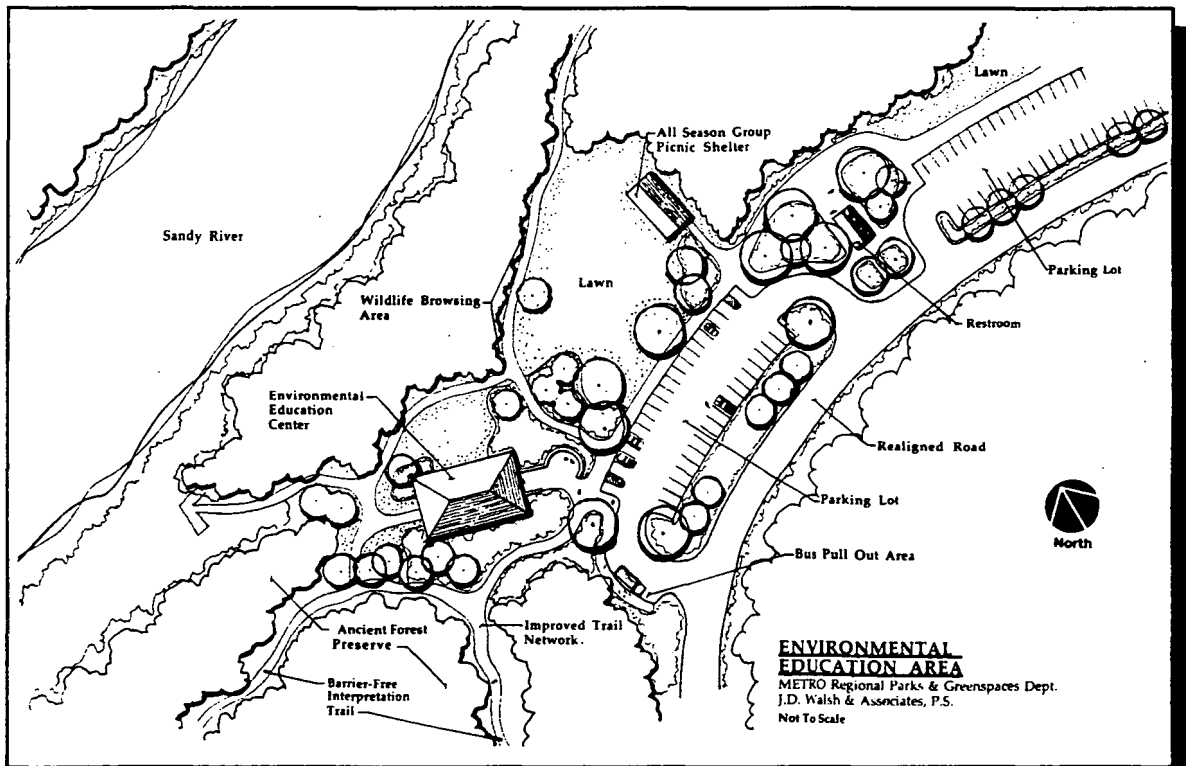 Lawn
All Season Group
Picnic Shelter
Sandy River
Parking Lot
Lawn
Wildlife Browsing
Area
Restroom
Environmental
Education
Center
Realigned Road
Parking Lot
North
Bus Pull Out Area
Ancient Forest
Preserve
Improved Trail
Network.
Barrier-Free
Interpretation
Trail
ENVIRONMENTAL
EDUCATION AREA
METRO Regional Parks & Greenspaces Dept.
J.D. Walsh & Associates, P.S.
Not To Scale